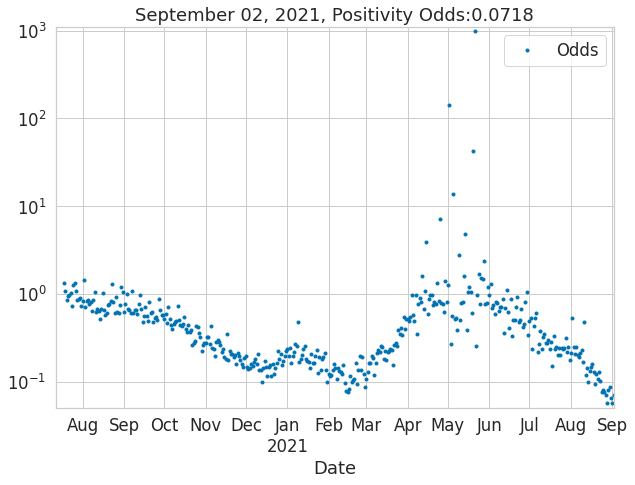 September 02, 2021, Positivity Odds:0.0718
Odds
10³
10²
10¹
10⁰
10⁻¹
Aug Sep Oct Nov Dec Jan Feb Mar Apr May Jun Jul Aug Sep
2021
Date